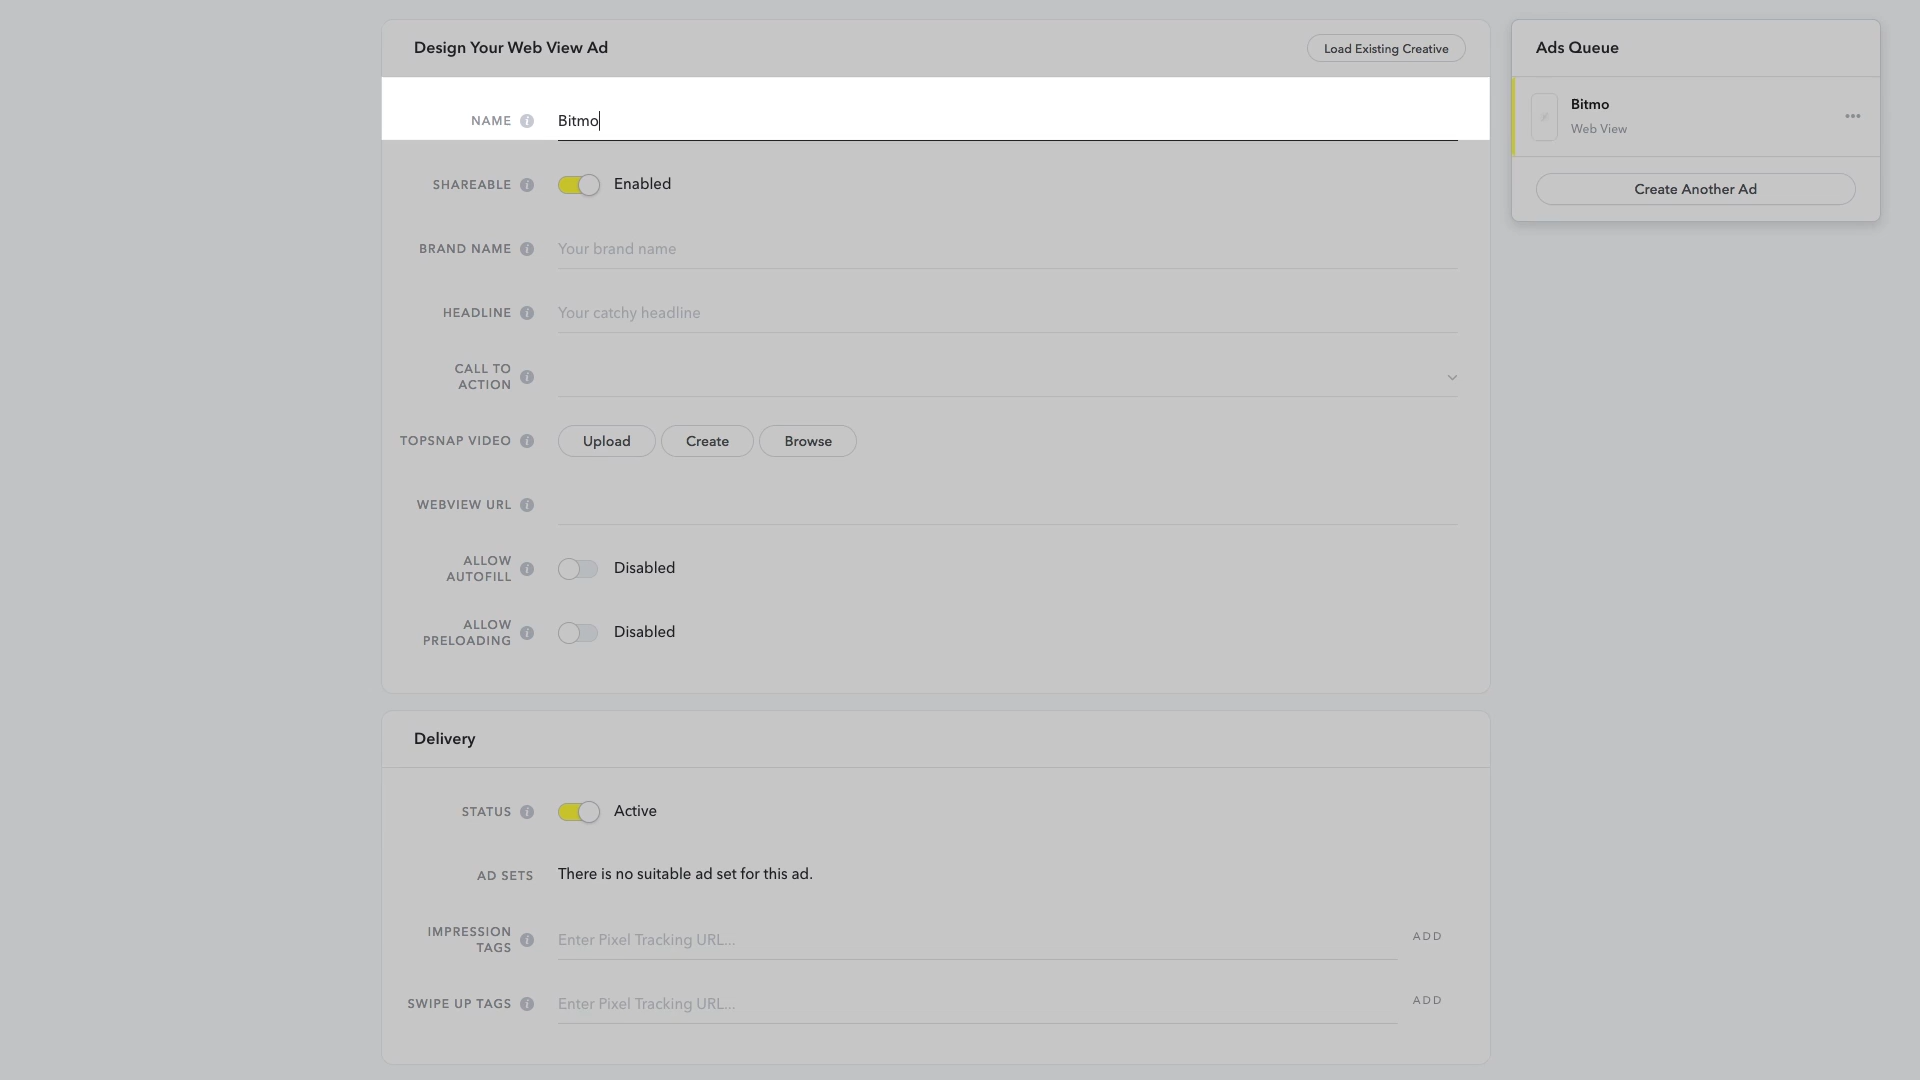 Design Your Web View Ad
Load Existing Creative
NAME
Bitmo
SHAREABLE
Enabled
BRAND NAME
Your brand name
HEADLINE
Your catchy headline
CALL TO
ACTION
TOPSNAP VIDEO
Upload
Create
Browse
WEBVIEW URL
ALLOW
AUTOFILL
Disabled
ALLOW
PRELOADING
Disabled
Delivery
STATUS
Active
AD SETS
There is no suitable ad set for this ad.
IMPRESSION
TAGS
Enter Pixel Tracking URL...
ADD
SWIPE UP TAGS
Enter Pixel Tracking URL...
ADD
Ads Queue
Bitmo
Web View
Create Another Ad